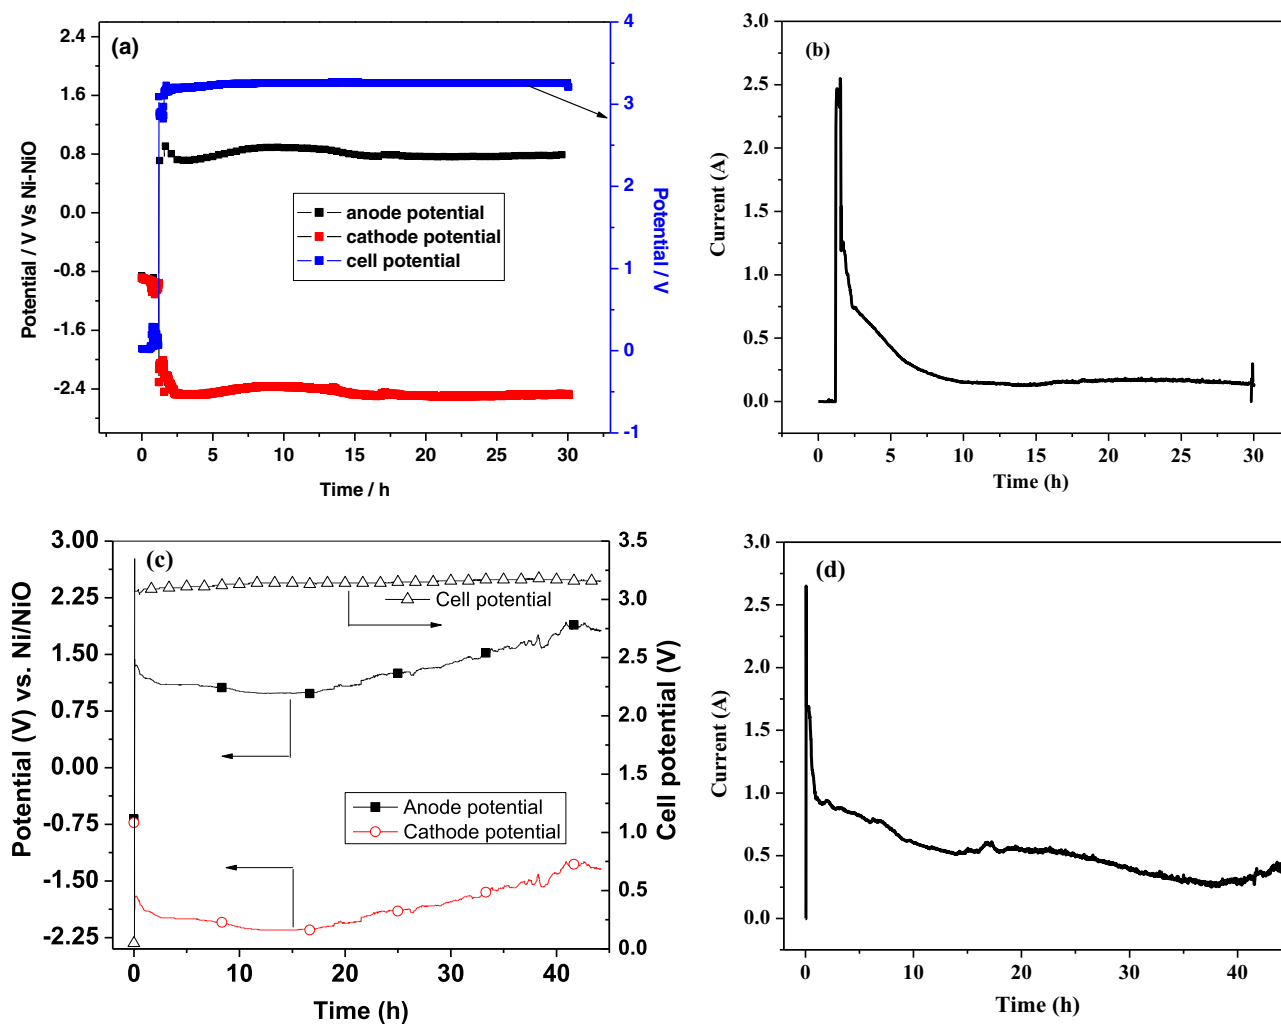 (a)
2.4
1.6
0.8
0.0
-0.8
-1.6
-2.4
Potential / V Vs Ni-NiO
4
3
2
1
0
-1
Potential / V
anode potential
cathode potential
cell potential
0 5 10 15 20 25 30
Time / h
(b)
3.0
2.5
2.0
1.5
1.0
0.5
0.0
Current (A)
0 5 10 15 20 25 30
Time (h)
(c)
3.00
2.25
1.50
0.75
0.00
-0.75
-1.50
-2.25
Potential (V) vs. Ni/NiO
3.5
3.0
2.5
2.0
1.5
1.0
0.5
0.0
Cell potential (V)
Cell potential
Anode potential
Cathode potential
0 10 20 30 40
Time (h)
(d)
3.0
2.5
2.0
1.5
1.0
0.5
0.0
Current (A)
0 10 20 30 40
Time (h)